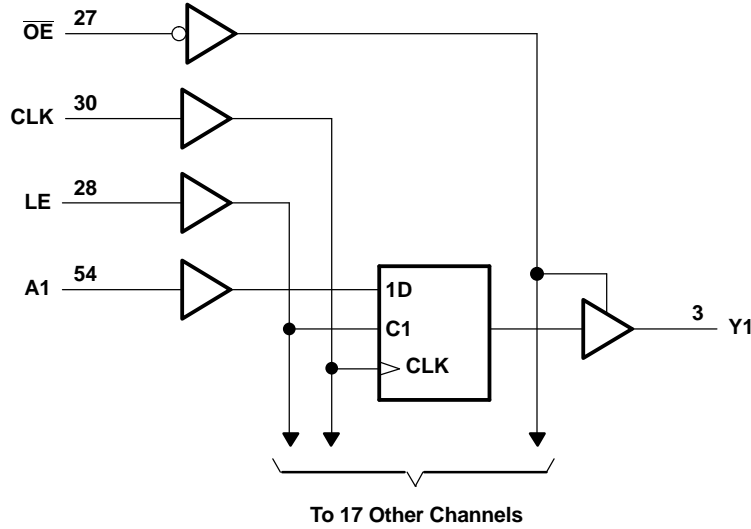 OE 27
CLK 30
LE 28
A1 54
1D
C1
CLK
3 Y1
To 17 Other Channels